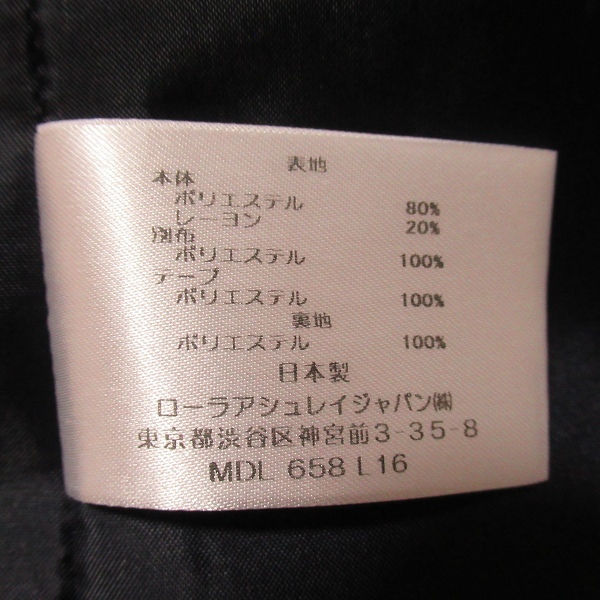 表地
本体
ポリエステル 80%
レーヨン 20%
別布
ポリエステル 100%
テープ
ポリエステル 100%
裏地
ポリエステル 100%
日本製
ローラアシュレイジャパン㈱
東京都渋谷区神宮前3-35-8
MDL 658 L16